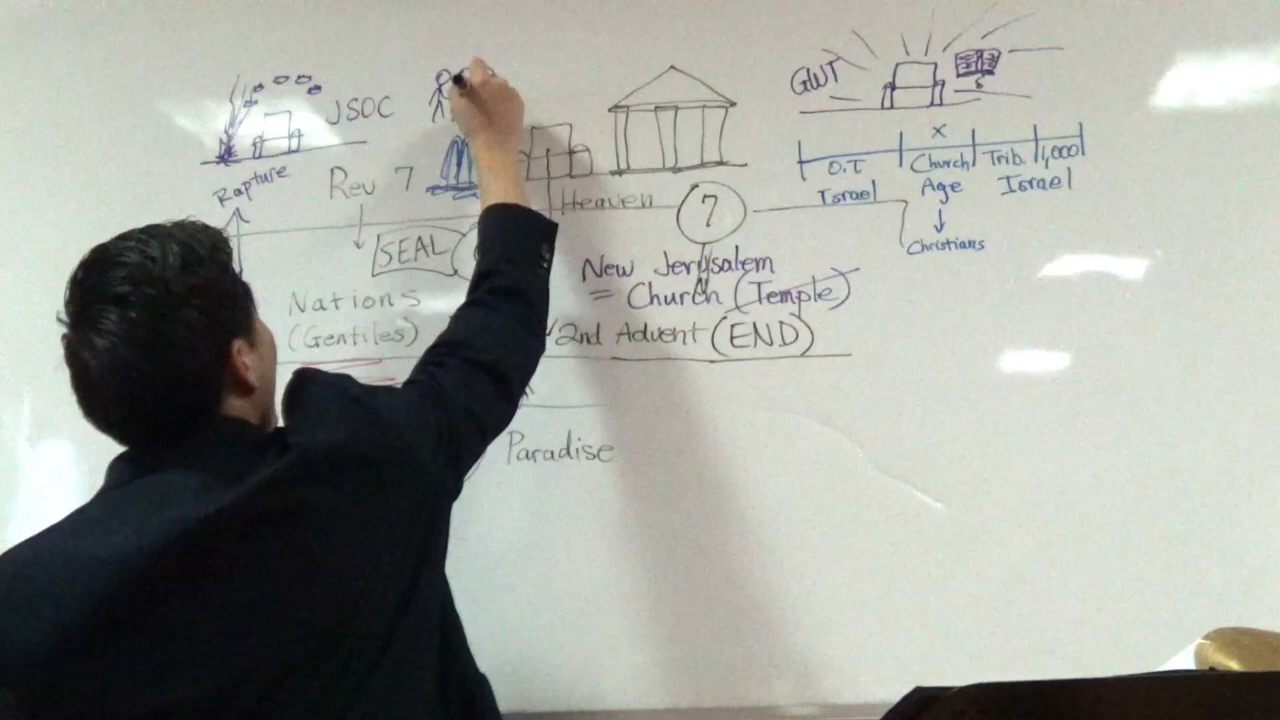 JSOC
GWT
Rapture
Rev 7
Heaven
7
x
O.T
Israel
Church
Age
Trib.
1,000
Israel
Christians
SEAL
New Jerusalem
= Church (Temple)
Nations
(Gentiles)
2nd Advent (END)
Paradise